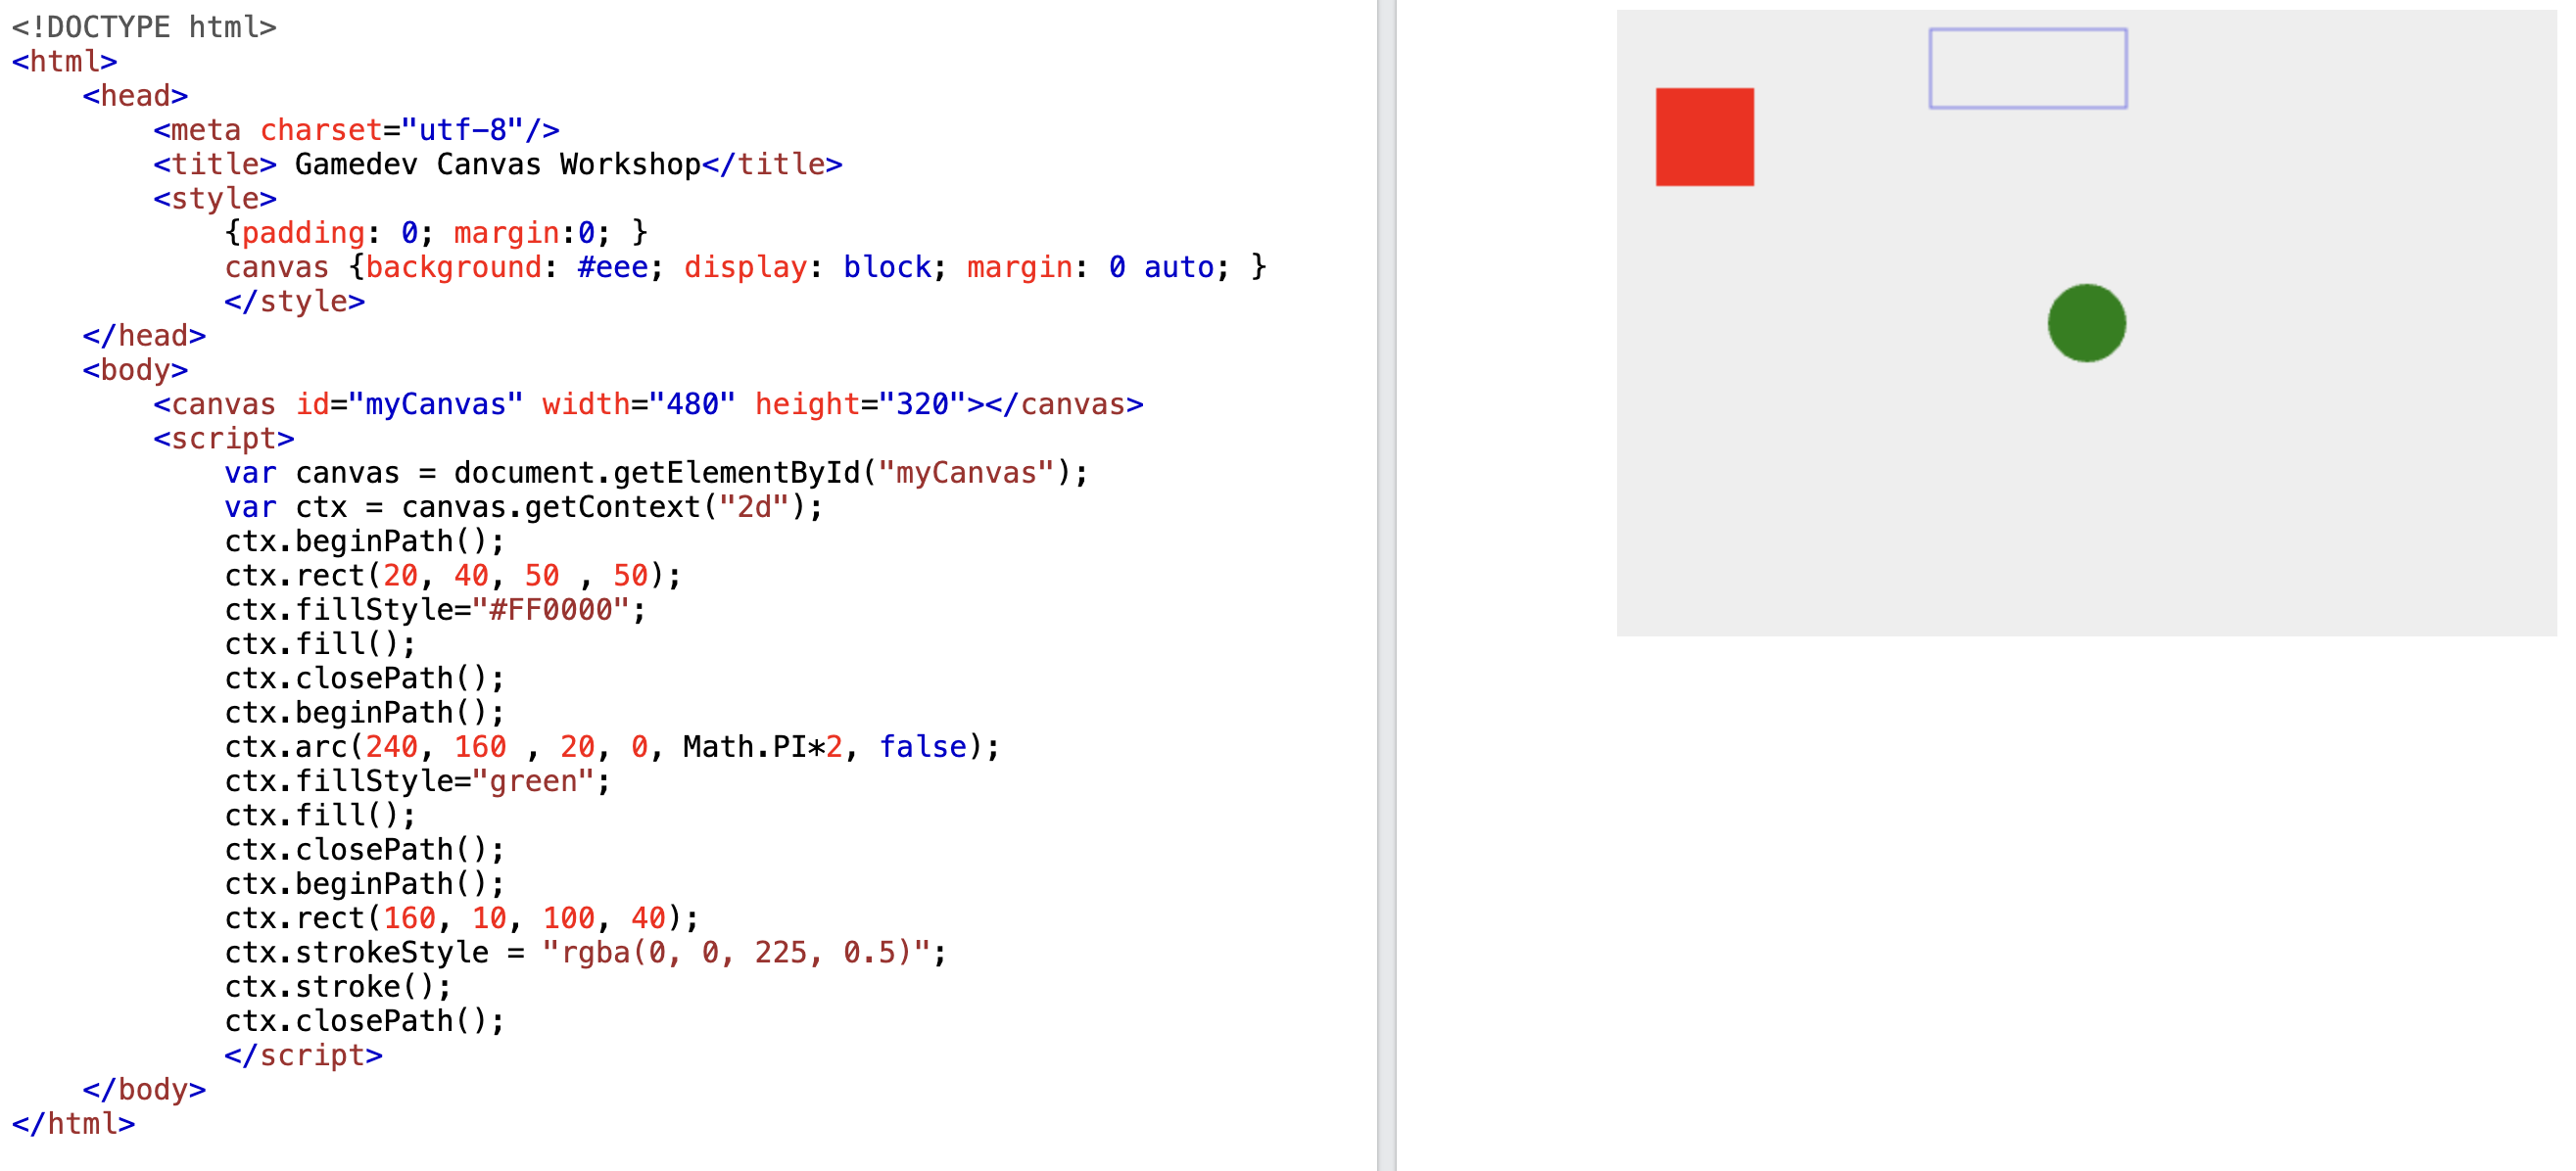 <!DOCTYPE html>
<html>
    <head>
        <meta charset="utf-8"/>
        <title> Gamedev Canvas Workshop</title>
        <style>
            {padding: 0; margin:0; }
            canvas {background: #eee; display: block; margin: 0 auto; }
            </style>
    </head>
    <body>
        <canvas id="myCanvas" width="480" height="320"></canvas>
        <script>
            var canvas = document.getElementById("myCanvas");
            var ctx = canvas.getContext("2d");
            ctx.beginPath();
            ctx.rect(20, 40, 50 , 50);
            ctx.fillStyle="#FF0000";
            ctx.fill();
            ctx.closePath();
            ctx.beginPath();
            ctx.arc(240, 160 , 20, 0, Math.PI*2, false);
            ctx.fillStyle="green";
            ctx.fill();
            ctx.closePath();
            ctx.beginPath();
            ctx.rect(160, 10, 100, 40);
            ctx.strokeStyle = "rgba(0, 0, 225, 0.5)";
            ctx.stroke();
            ctx.closePath();
            </script>
    </body>
</html>